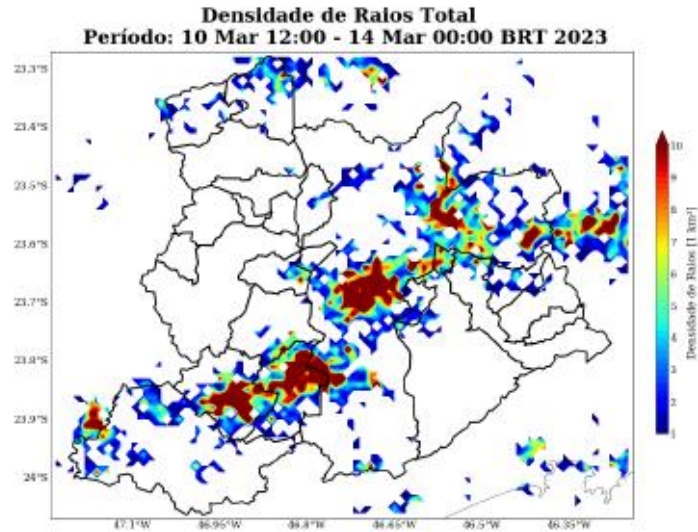 Densidade de Raios Total
Período: 10 Mar 12:00 - 14 Mar 00:00 BRT 2023
23.3°S
23.4°S
23.5°S
23.6°S
23.7°S
23.8°S
23.9°S
24°S
47.1°W
46.95°W
46.8°W
46.65°W
46.5°W
46.35°W
10
9
8
7
6
5
4
3
2
1
Densidade de Raios [ km²]